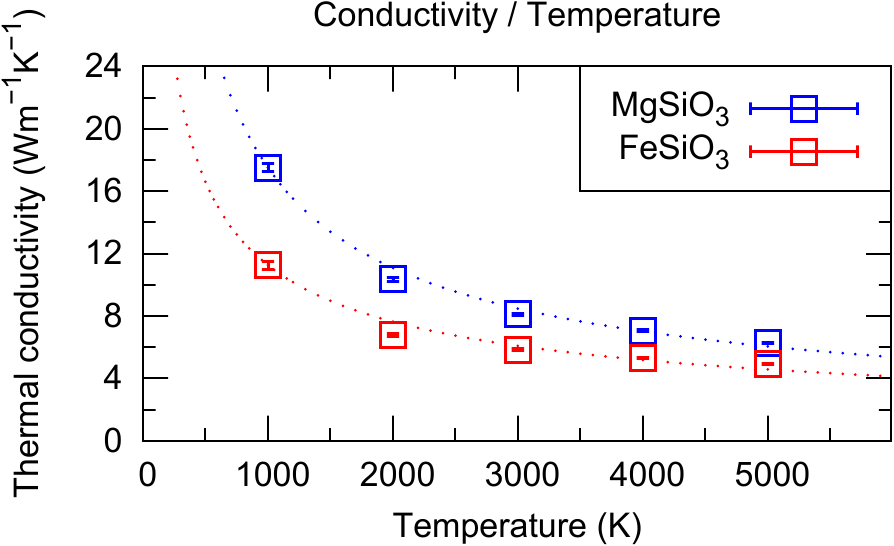 Conductivity / Temperature
Thermal conductivity (Wm⁻¹K⁻¹)
24
20
16
12
8
4
0
0 1000 2000 3000 4000 5000
Temperature (K)
MgSiO₃
FeSiO₃